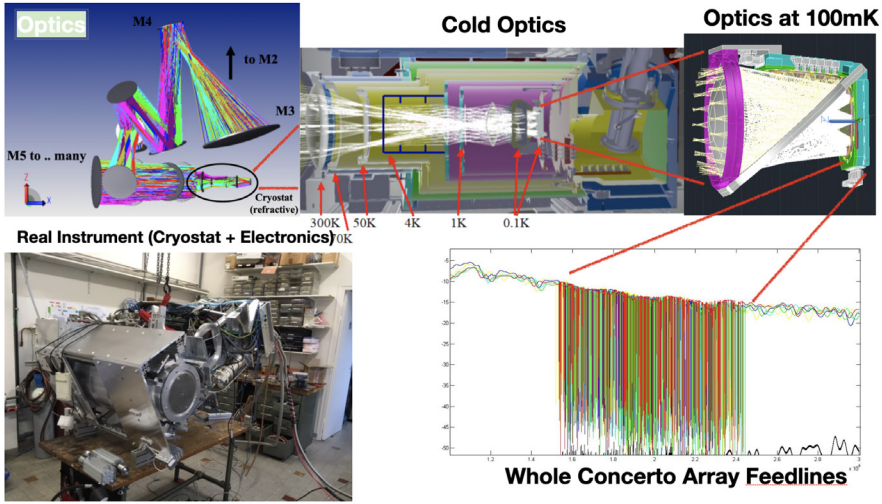 Optics
M4
to M2
M3
M5 to .. many
Cryostat
(refractive)
Z
X
Cold Optics
300K
70K
50K
4K
1K
0.1K
Optics at 100mK
Real Instrument (Cryostat + Electronics)
-5
-10
-15
-20
-25
-30
-35
-40
-45
-50
1.2
1.4
1.6
1.8
2
2.2
2.4
2.6
2.8
3
Whole Concerto Array Feedlines